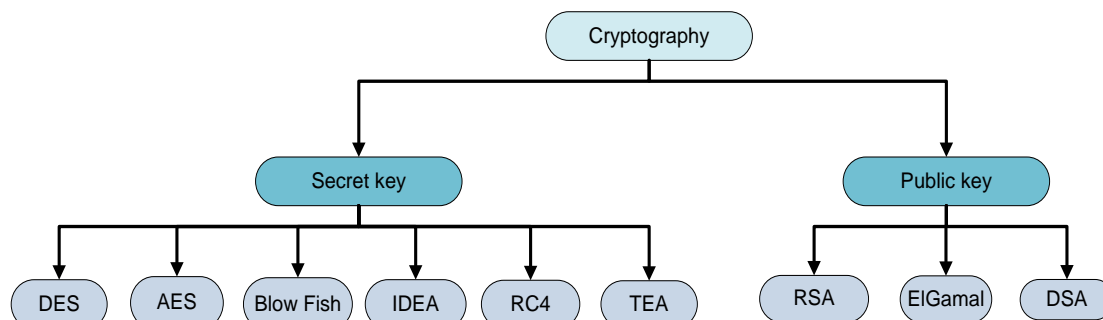 Cryptography
Secret key
Public key
DES
AES
Blow Fish
IDEA
RC4
TEA
RSA
ElGamal
DSA